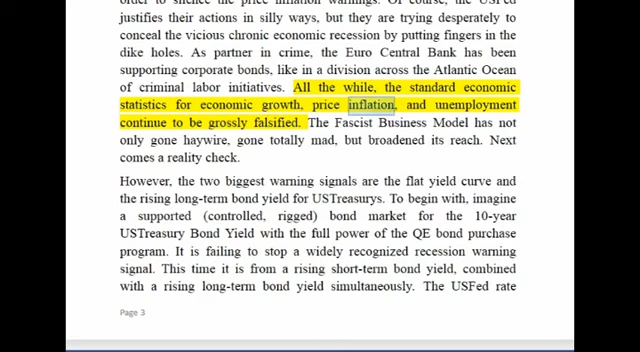 order to silence the price inflation warnings. Of course, the USFed
justifies their actions in silly ways, but they are trying desperately to
conceal the vicious chronic economic recession by putting fingers in the
dike holes. As partner in crime, the Euro Central Bank has been
supporting corporate bonds, like in a division across the Atlantic Ocean
of criminal labor initiatives. All the while, the standard economic
statistics for economic growth, price inflation, and unemployment
continue to be grossly falsified. The Fascist Business Model has not
only gone haywire, gone totally mad, but broadened its reach. Next
comes a reality check.
However, the two biggest warning signals are the flat yield curve and
the rising long-term bond yield for USTreasurys. To begin with, imagine
a supported (controlled, rigged) bond market for the 10-year
USTreasury Bond Yield with the full power of the QE bond purchase
program. It is failing to stop a widely recognized recession warning
signal. This time it is from a rising short-term bond yield, combined
with a rising long-term bond yield simultaneously. The USFed rate
Page 3